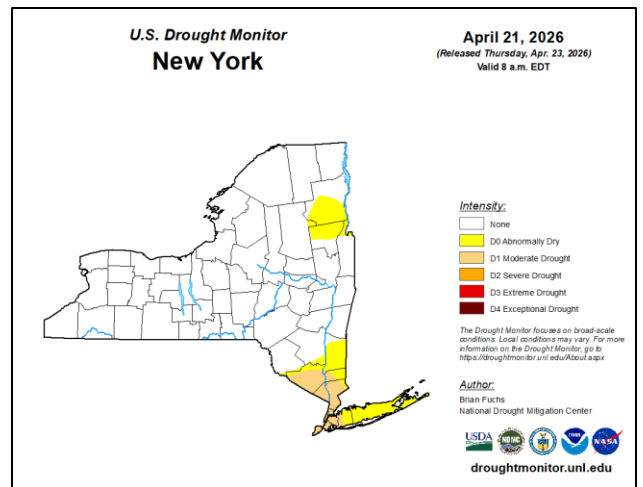 U.S. Drought Monitor
New York
April 21, 2026
(Released Thursday, Apr. 23, 2026)
Valid 8 a.m. EDT
Intensity:
None
D0 Abnormally Dry
D1 Moderate Drought
D2 Severe Drought
D3 Extreme Drought
D4 Exceptional Drought
The Drought Monitor focuses on broad-scale
conditions. Local conditions may vary. For more
information on the Drought Monitor, go to
https://droughtmonitor.unl.edu/About.aspx
Author:
Brian Fuchs
National Drought Mitigation Center
USDA
NDMC
NASA
droughtmonitor.unl.edu